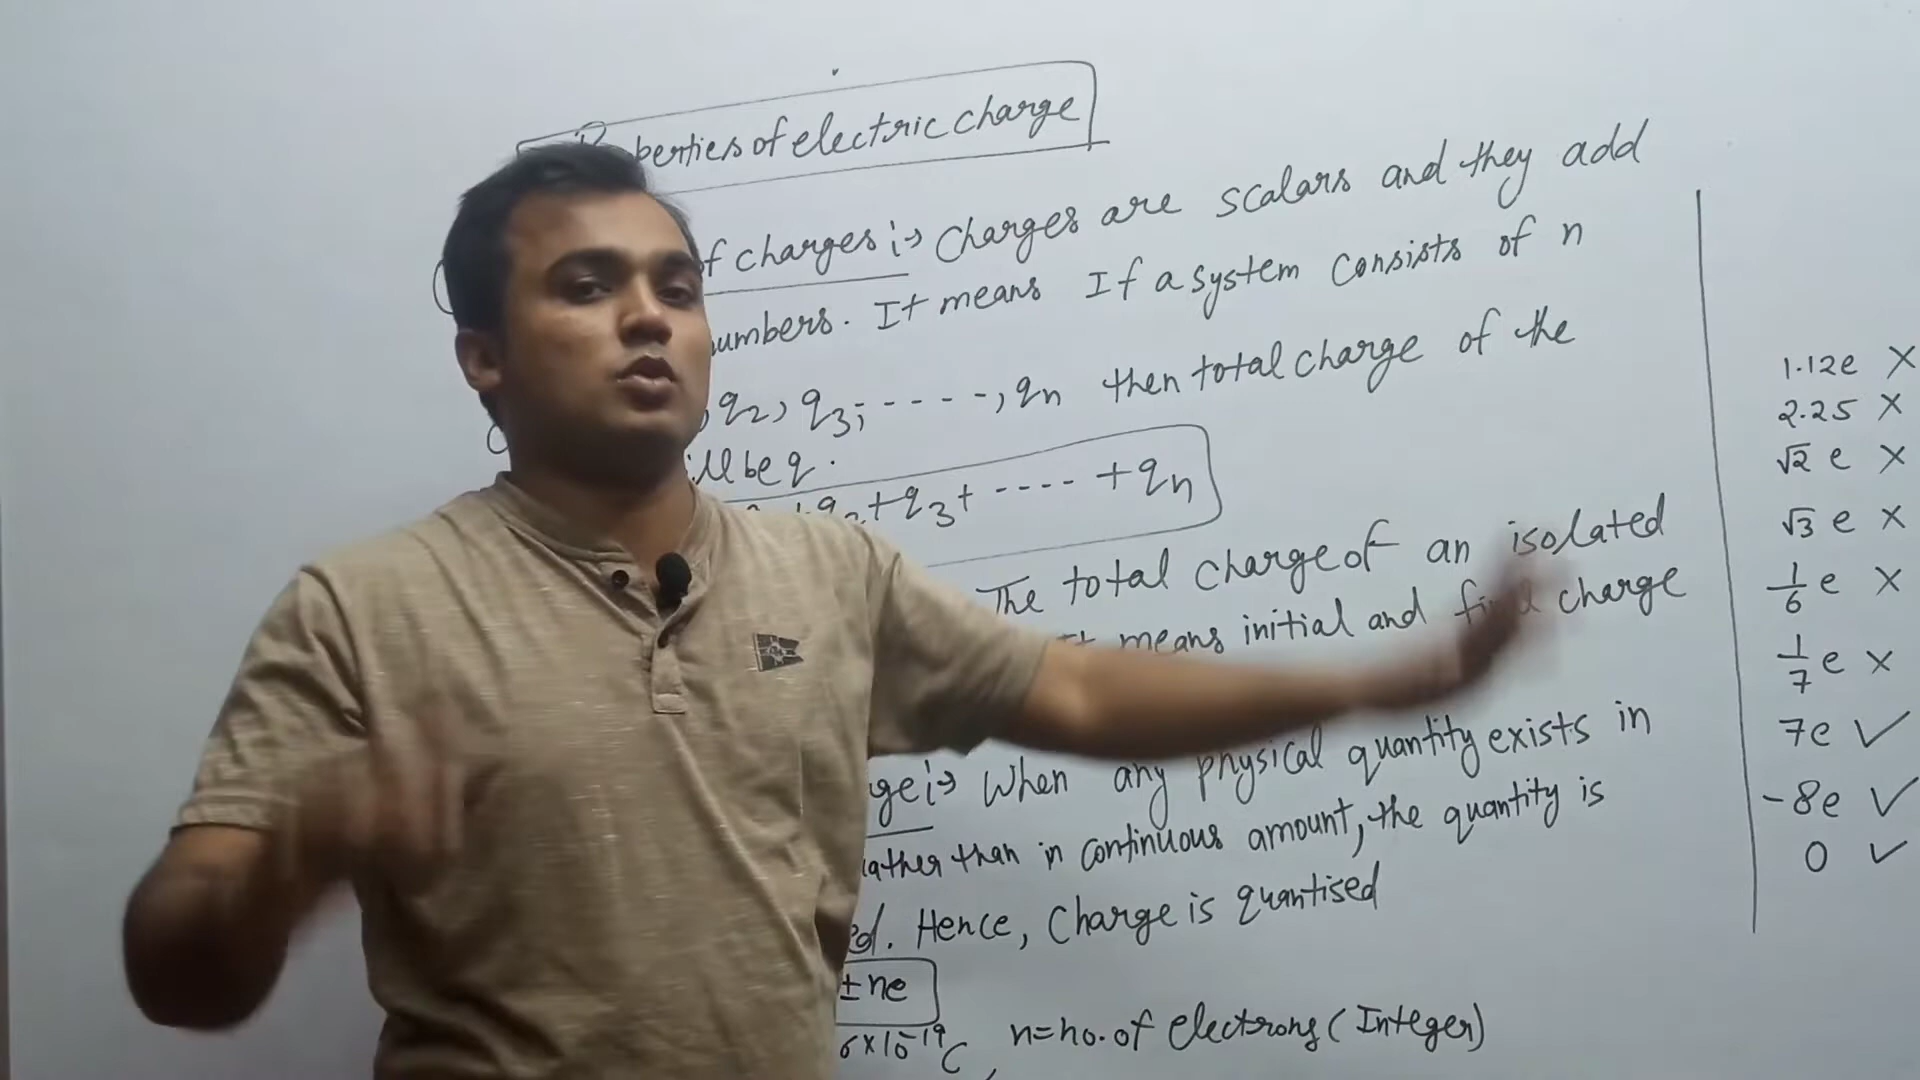 Properties of electric charge
of charges :→ Charges are scalars and they add
numbers. It means If a system consists of n
, q2, q3, - - - - -, qn then total charge of the
will be q.
+ q2 + q3 + - - - - + qn
The total charge of an isolated
It means initial and final charge
ge :→ When any physical quantity exists in
rather than in continuous amount, the quantity is
ed. Hence, Charge is quantised
±ne
6×10⁻¹⁹C, n = no. of electrons (Integer)
1.12e ×
2.25 ×
√2 e ×
√3 e ×
1/6 e ×
1/7 e ×
7e ✓
-8e ✓
0 ✓